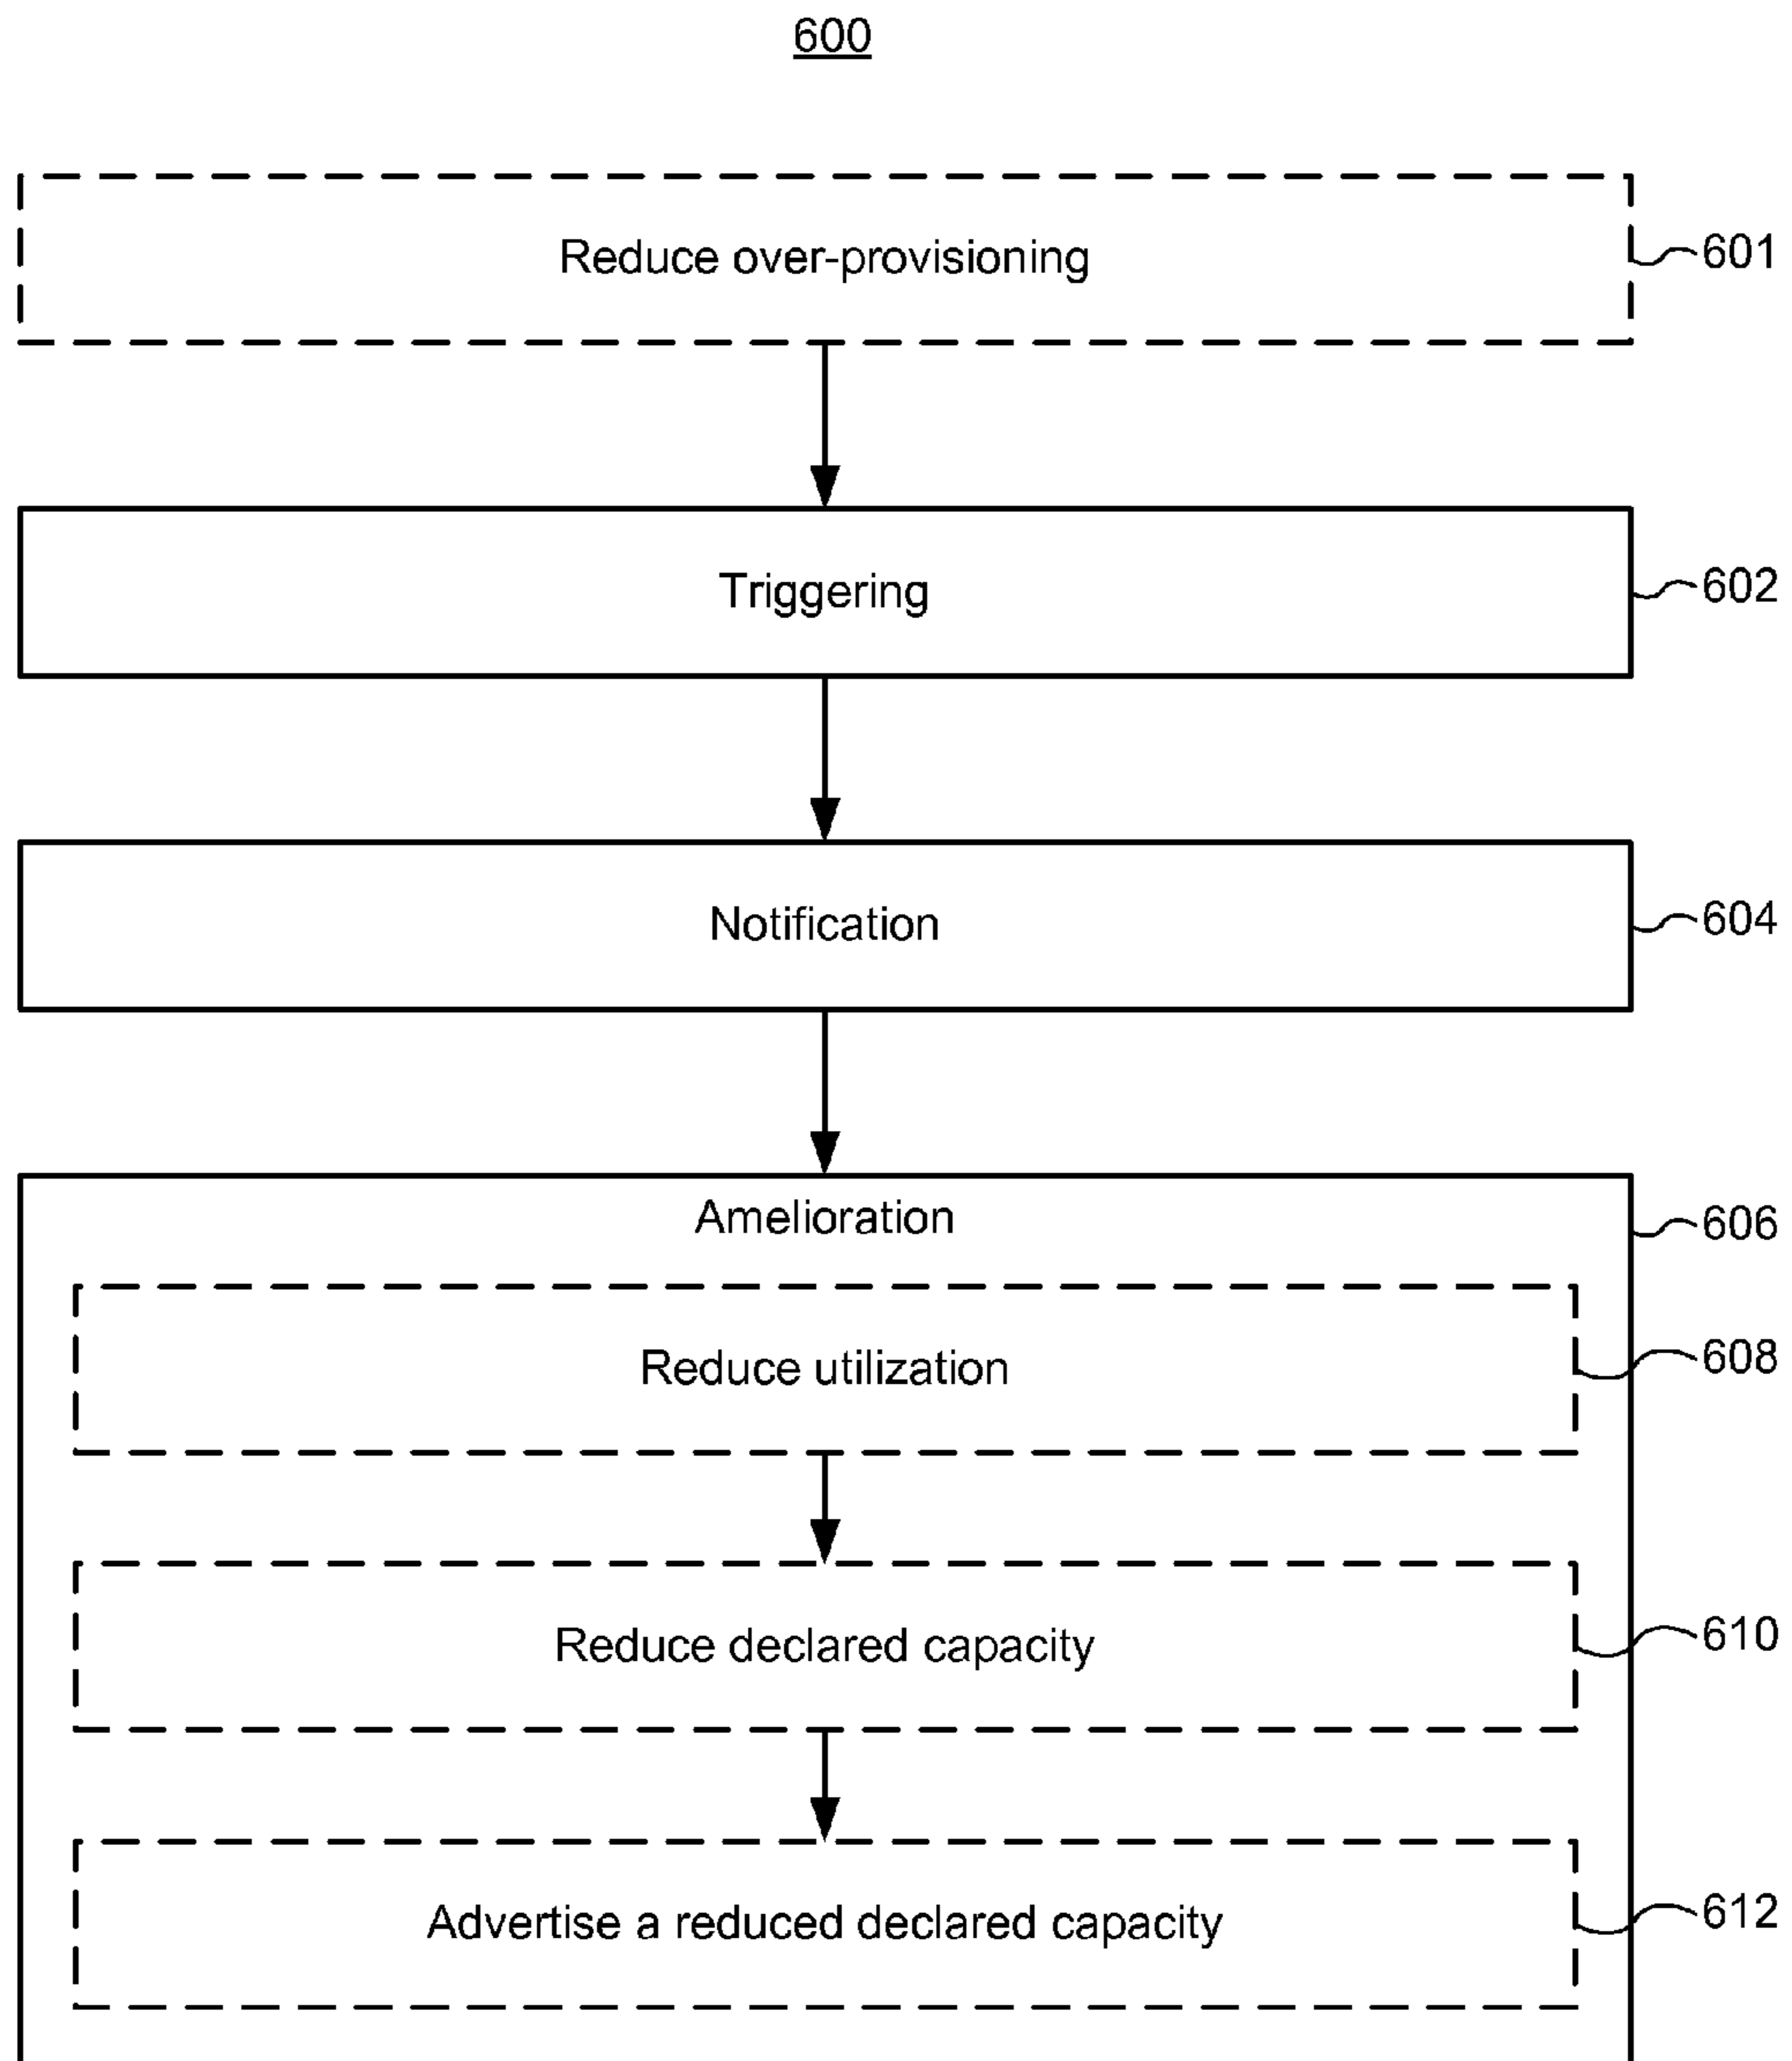 600
Reduce over-provisioning
601
Triggering
602
Notification
604
Amelioration
606
Reduce utilization
608
Reduce declared capacity
610
Advertise a reduced declared capacity
612